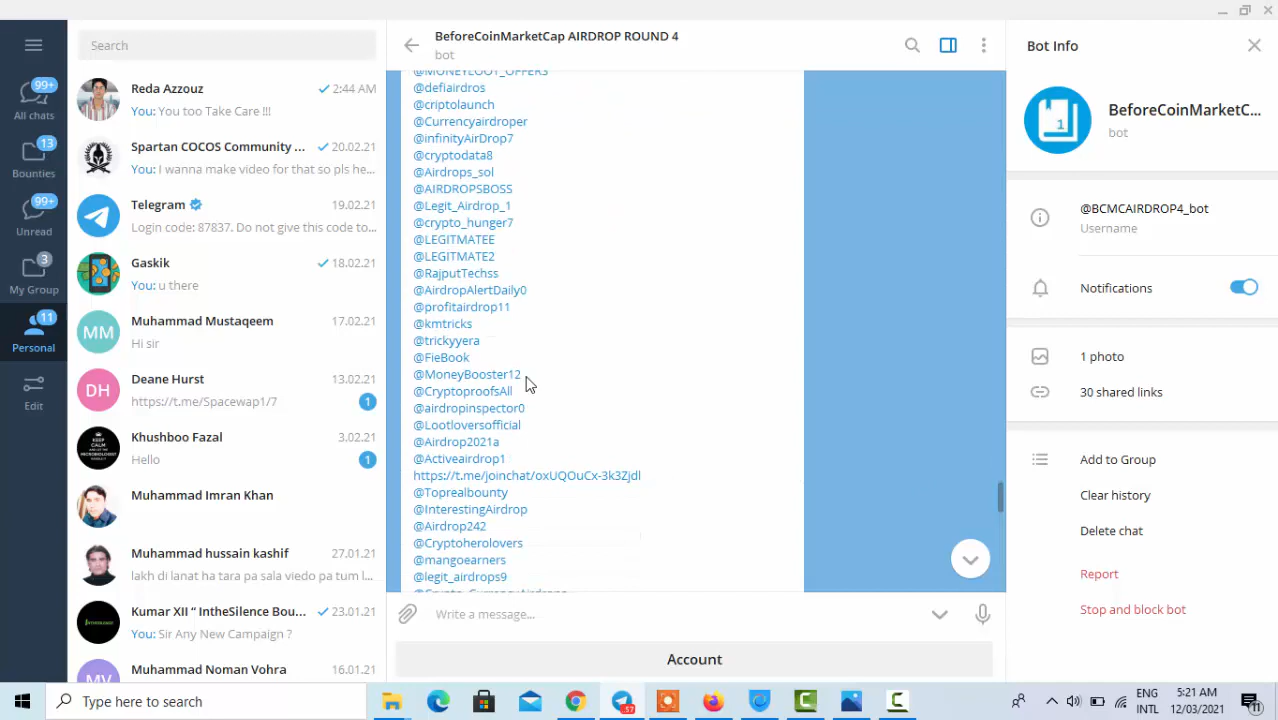 99+
All chats
13
Bounties
99+
Unread
3
My Group
11
Personal
Edit
Search
Reda Azzouz
2:44 AM
You: You too Take Care !!!
Spartan COCOS Community ...
20.02.21
You: I wanna make video for that so pls he...
Telegram
19.02.21
Login code: 87837. Do not give this code to...
Gaskik
18.02.21
You: u there
MM
Muhammad Mustaqeem
17.02.21
Hi sir
DH
Deane Hurst
13.02.21
https://t.me/Spacewap1/7
1
Khushboo Fazal
3.02.21
Hello
1
Muhammad Imran Khan
Muhammad hussain kashif
27.01.21
lakh di lanat ha tara pa sala viedo pa tum l...
Kumar XII “ IntheSilence Bou...
23.01.21
You: Sir Any New Campaign ?
MV
Muhammad Noman Vohra
16.01.21
BeforeCoinMarketCap AIRDROP ROUND 4
bot
@MONEYLOOT_OFFERS
@defiairdros
@criptolaunch
@Currencyairdroper
@infinityAirDrop7
@cryptodata8
@Airdrops_sol
@AIRDROPSBOSS
@Legit_Airdrop_1
@crypto_hunger7
@LEGITMATEE
@LEGITMATE2
@RajputTechss
@AirdropAlertDaily0
@profitairdrop11
@kmtricks
@trickyyera
@FieBook
@MoneyBooster12
@CryptoproofsAll
@airdropinspector0
@Lootloversofficial
@Airdrop2021a
@Activeairdrop1
https://t.me/joinchat/oxUQOuCx-3k3Zjdl
@Toprealbounty
@InterestingAirdrop
@Airdrop242
@Cryptoherolovers
@mangoearners
@legit_airdrops9
Write a message...
Account
Bot Info
1
BeforeCoinMarketC...
bot
@BCMCAIRDROP4_bot
Username
Notifications
1 photo
30 shared links
Add to Group
Clear history
Delete chat
Report
Stop and block bot
Type here to search
ENG
INTL
5:21 AM
12/03/2021